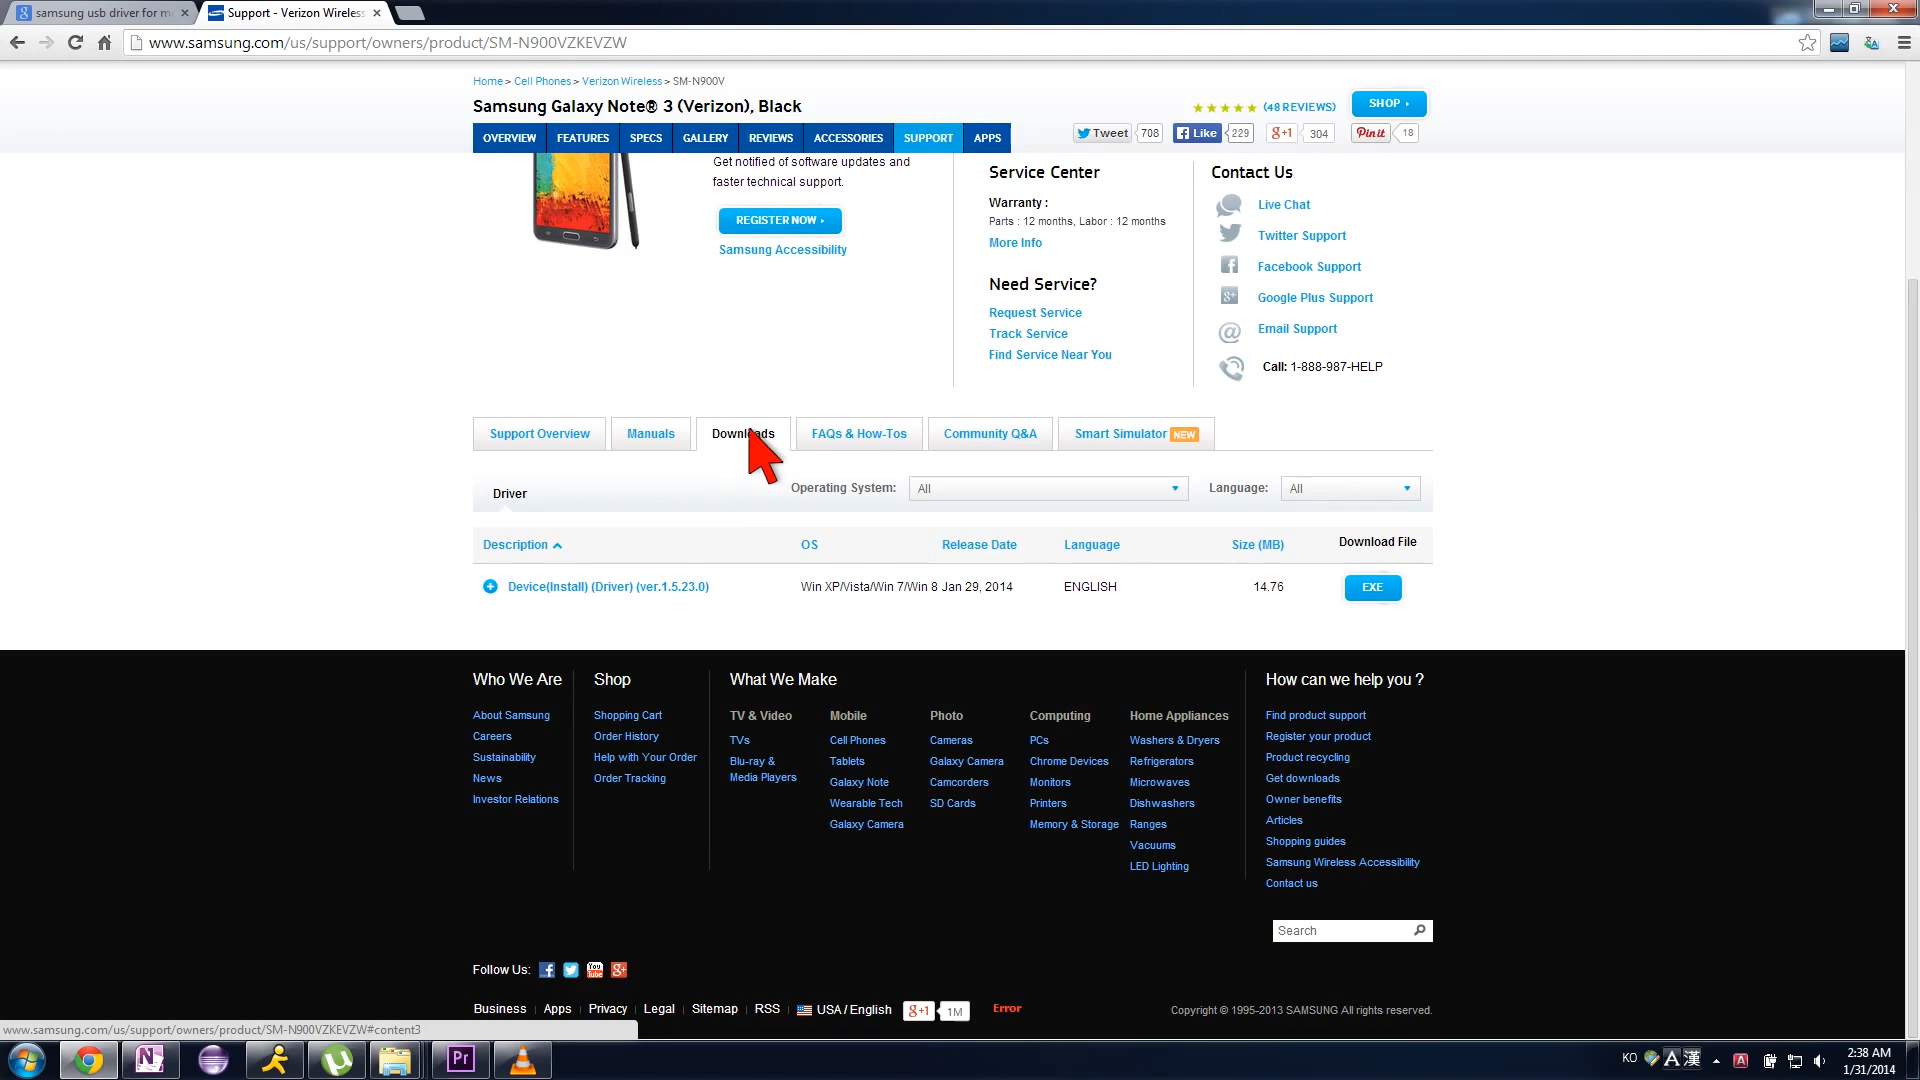 samsung usb driver for m
Support - Verizon Wireless
www.samsung.com/us/support/owners/product/SM-N900VZKEVZW
Home > Cell Phones > Verizon Wireless > SM-N900V
Samsung Galaxy Note® 3 (Verizon), Black
(48 REVIEWS)
SHOP
OVERVIEW FEATURES SPECS GALLERY REVIEWS ACCESSORIES SUPPORT APPS
Tweet 708 Like 229 g+1 304 Pin it 18
Get notified of software updates and
faster technical support.
REGISTER NOW
Samsung Accessibility
Service Center
Warranty :
Parts : 12 months, Labor : 12 months
More Info
Need Service?
Request Service
Track Service
Find Service Near You
Contact Us
Live Chat
Twitter Support
Facebook Support
Google Plus Support
Email Support
Call: 1-888-987-HELP
Support Overview Manuals Downloads FAQs & How-Tos Community Q&A Smart Simulator NEW
Driver Operating System: All Language: All
Description OS Release Date Language Size (MB) Download File
Device(Install) (Driver) (ver.1.5.23.0) Win XP/Vista/Win 7/Win 8 Jan 29, 2014 ENGLISH 14.76 EXE
Who We Are
About Samsung
Careers
Sustainability
News
Investor Relations
Shop
Shopping Cart
Order History
Help with Your Order
Order Tracking
What We Make
TV & Video
TVs
Blu-ray &
Media Players
Mobile
Cell Phones
Tablets
Galaxy Note
Wearable Tech
Galaxy Camera
Photo
Cameras
Galaxy Camera
Camcorders
SD Cards
Computing
PCs
Chrome Devices
Monitors
Printers
Memory & Storage
Home Appliances
Washers & Dryers
Refrigerators
Microwaves
Dishwashers
Ranges
Vacuums
LED Lighting
How can we help you ?
Find product support
Register your product
Product recycling
Get downloads
Owner benefits
Articles
Shopping guides
Samsung Wireless Accessibility
Contact us
Search
Follow Us:
Business Apps Privacy Legal Sitemap RSS USA / English g+1 1M Error
Copyright © 1995-2013 SAMSUNG All rights reserved.
www.samsung.com/us/support/owners/product/SM-N900VZKEVZW#content3
Pr
KO A 漢 A
2:38 AM
1/31/2014